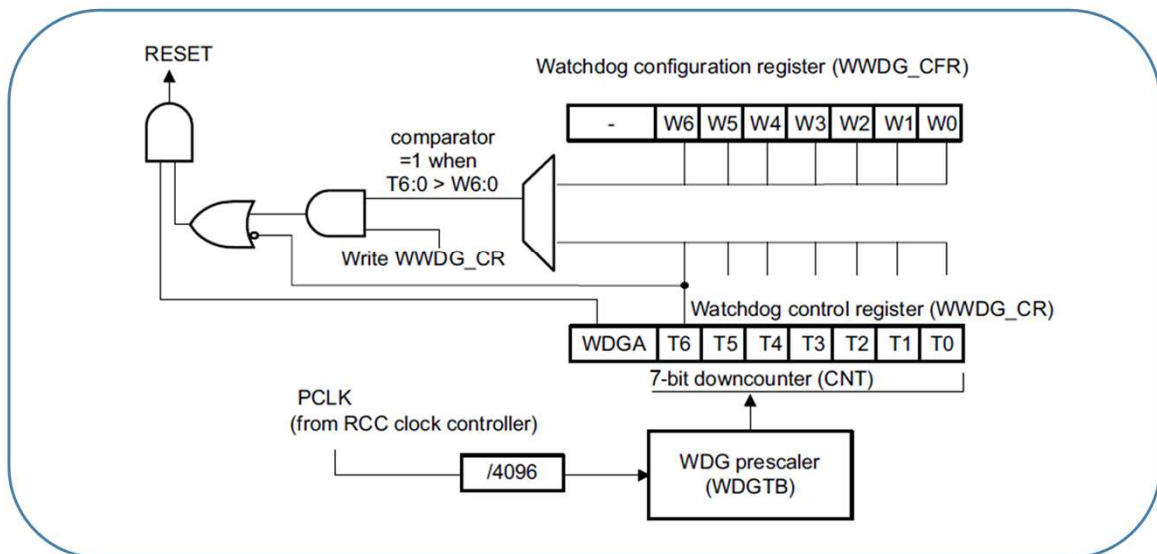 RESET
Watchdog configuration register (WWDG_CFR)
- W6 W5 W4 W3 W2 W1 W0
comparator
=1 when
T6:0 > W6:0
Write WWDG_CR
Watchdog control register (WWDG_CR)
WDGA T6 T5 T4 T3 T2 T1 T0
7-bit downcounter (CNT)
PCLK
(from RCC clock controller)
/4096
WDG prescaler
(WDGTB)